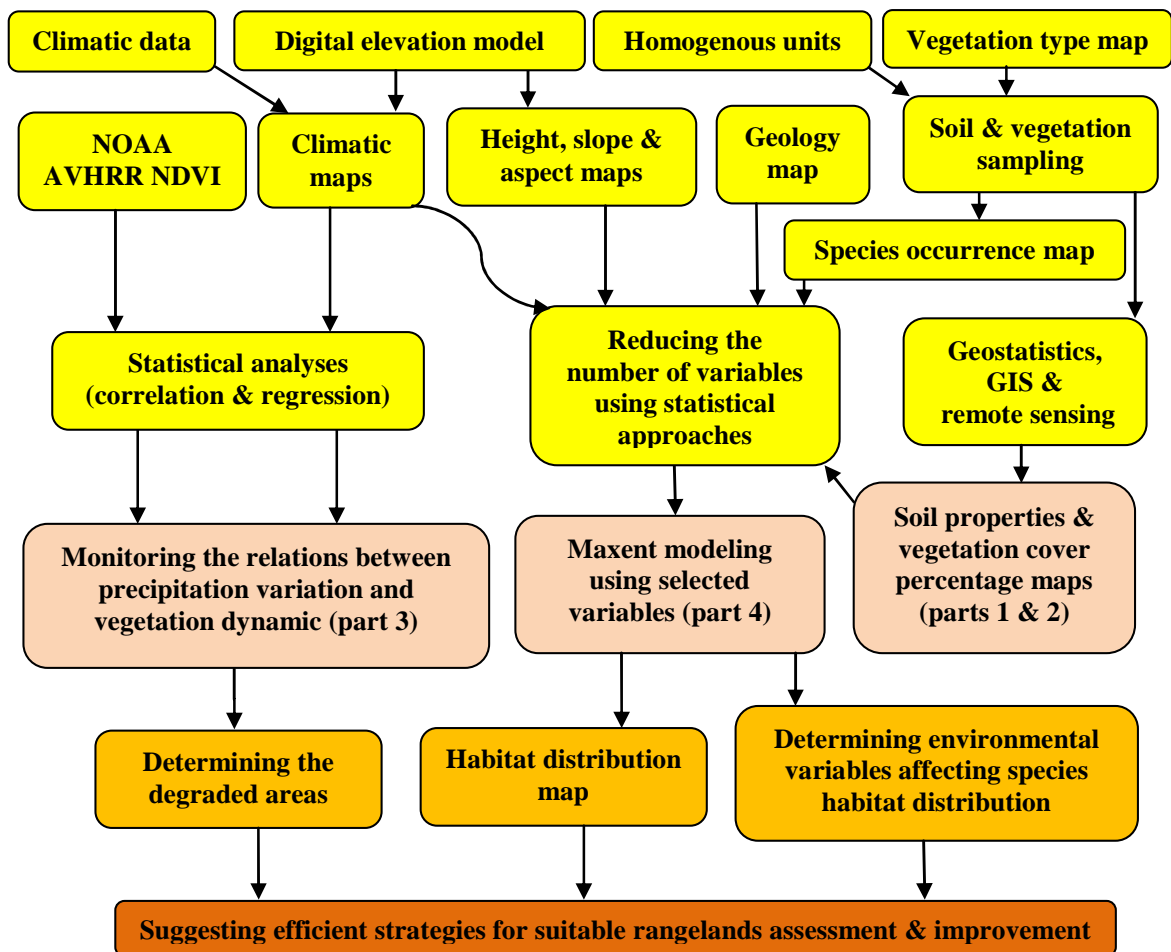 Climatic data
Digital elevation model
Homogenous units
Vegetation type map
NOAA
AVHRR NDVI
Climatic
maps
Height, slope &
aspect maps
Geology
map
Soil & vegetation
sampling
Species occurrence map
Statistical analyses
(correlation & regression)
Reducing the
number of variables
using statistical
approaches
Geostatistics,
GIS &
remote sensing
Monitoring the relations between
precipitation variation and
vegetation dynamic (part 3)
Maxent modeling
using selected
variables (part 4)
Soil properties &
vegetation cover
percentage maps
(parts 1 & 2)
Determining the
degraded areas
Habitat distribution
map
Determining environmental
variables affecting species
habitat distribution
Suggesting efficient strategies for suitable rangelands assessment & improvement